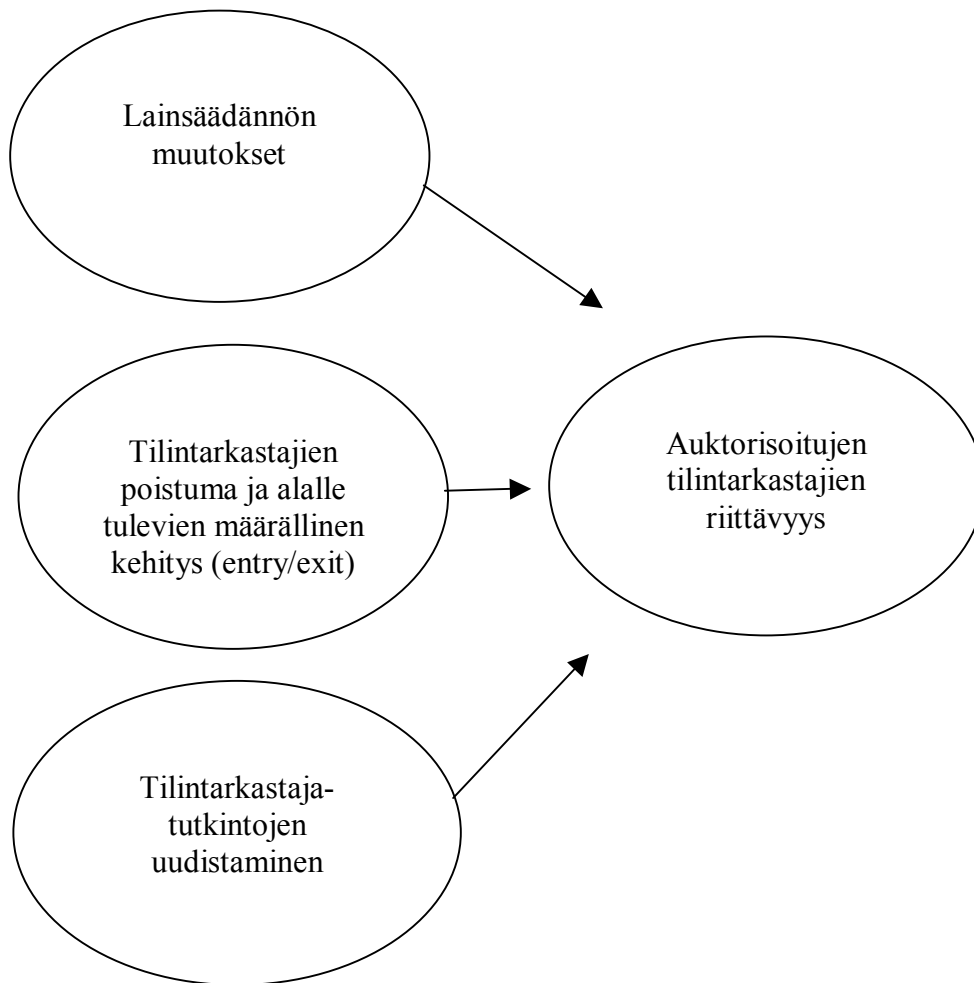 Lainsäädännön
muutokset
Tilintarkastajien
poistuma ja alalle
tulevien määrällinen
kehitys (entry/exit)
Auktorisoitujen
tilintarkastajien
riittävyys
Tilintarkastaja-
tutkintojen
uudistaminen